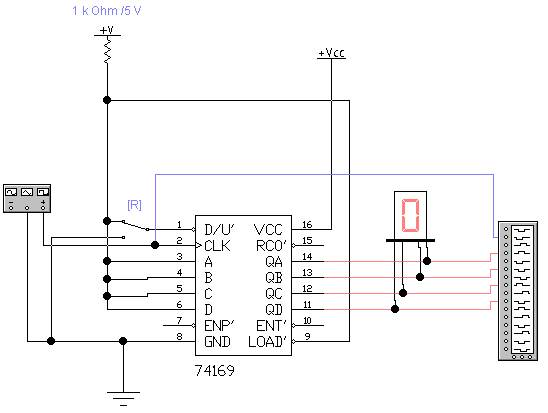 1 k Ohm /5 V
+V
+Vcc
[R]
1 D/U' VCC 16
2 CLK RCO' 15
3 A QA 14
4 B QB 13
5 C QC 12
6 D QD 11
7 ENP' ENT' 10
8 GND LOAD' 9
74169
0